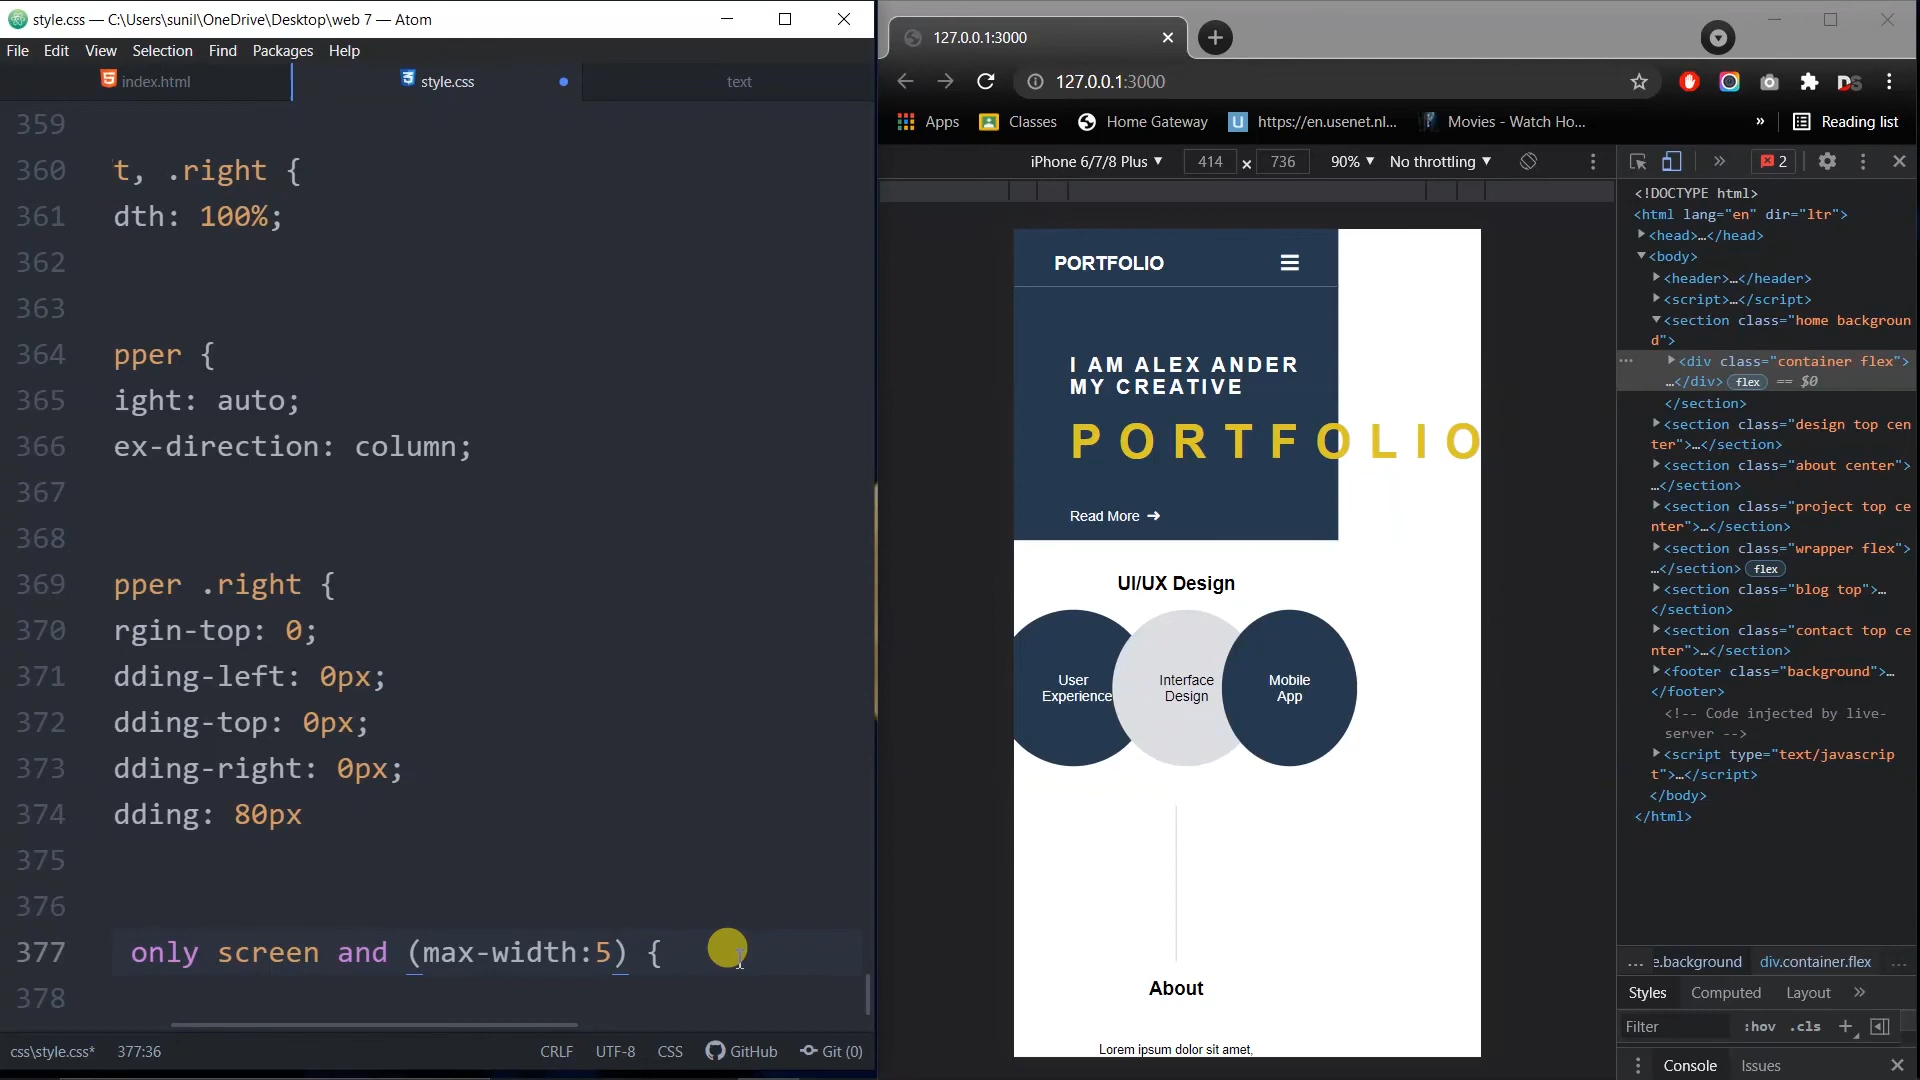 style.css — C:\Users\sunil\OneDrive\Desktop\web 7 — Atom
File Edit View Selection Find Packages Help
index.html style.css text
359
360 t, .right {
361 dth: 100%;
362
363
364 pper {
365 ight: auto;
366 ex-direction: column;
367
368
369 pper .right {
370 rgin-top: 0;
371 dding-left: 0px;
372 dding-top: 0px;
373 dding-right: 0px;
374 dding: 80px
375
376
377 only screen and (max-width:5) {
378
css\style.css* 377:36 CRLF UTF-8 CSS GitHub Git (0)
127.0.0.1:3000
127.0.0.1:3000
Apps Classes Home Gateway https://en.usenet.nl... Movies - Watch Ho... » Reading list
iPhone 6/7/8 Plus 414 × 736 90% No throttling
PORTFOLIO
I AM ALEX ANDER
MY CREATIVE
PORTFOLIO
Read More
UI/UX Design
User
Experience
Interface
Design
Mobile
App
About
Lorem ipsum dolor sit amet,
» 2
<!DOCTYPE html>
<html lang="en" dir="ltr">
<head>…</head>
<body>
<header>…</header>
<script>…</script>
<section class="home backgroun
d">
… <div class="container flex">
…</div> flex == $0
</section>
<section class="design top cen
ter">…</section>
<section class="about center">
…</section>
<section class="project top ce
nter">…</section>
<section class="wrapper flex">
…</section> flex
<section class="blog top">…
</section>
<section class="contact top ce
nter">…</section>
<footer class="background">…
</footer>
<!-- Code injected by live-
server -->
<script type="text/javascrip
t">…</script>
</body>
</html>
... e.background div.container.flex ...
Styles Computed Layout »
Filter :hov .cls +
Console Issues